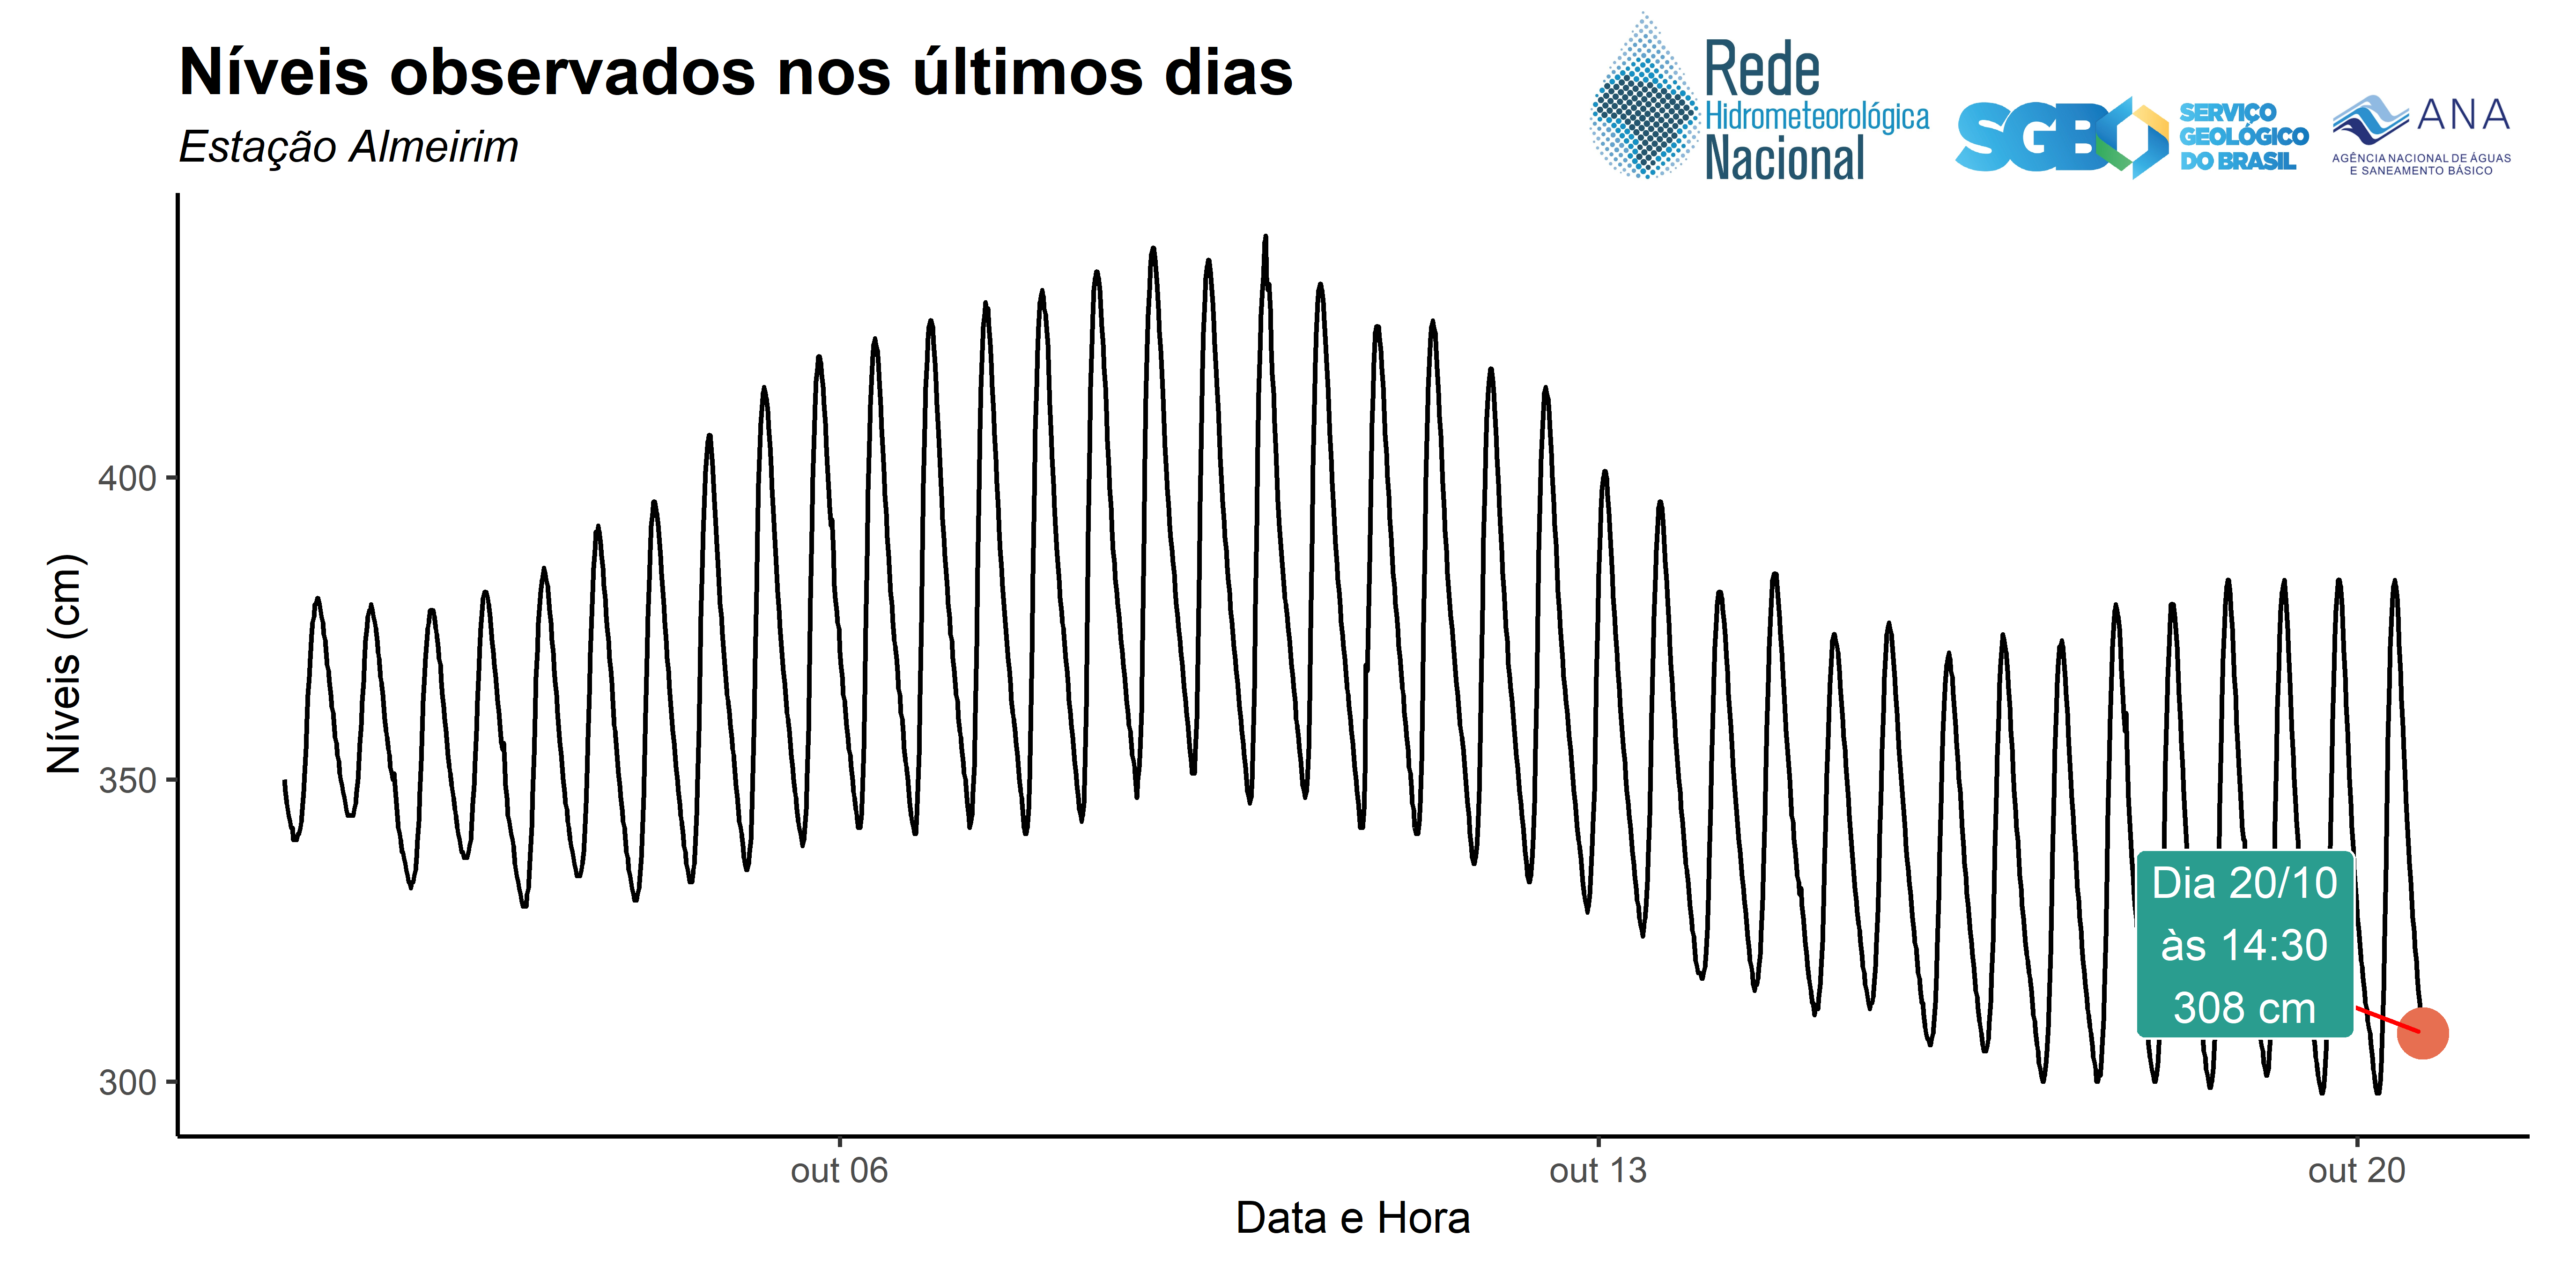 Níveis observados nos últimos dias
Estação Almeirim
Rede
Hidrometeorológica
Nacional
SGB
SERVIÇO
GEOLÓGICO
DO BRASIL
ANA
AGÊNCIA NACIONAL DE ÁGUAS
E SANEAMENTO BÁSICO
Níveis (cm)
400
350
300
Dia 20/10
às 14:30
308 cm
out 06
out 13
out 20
Data e Hora